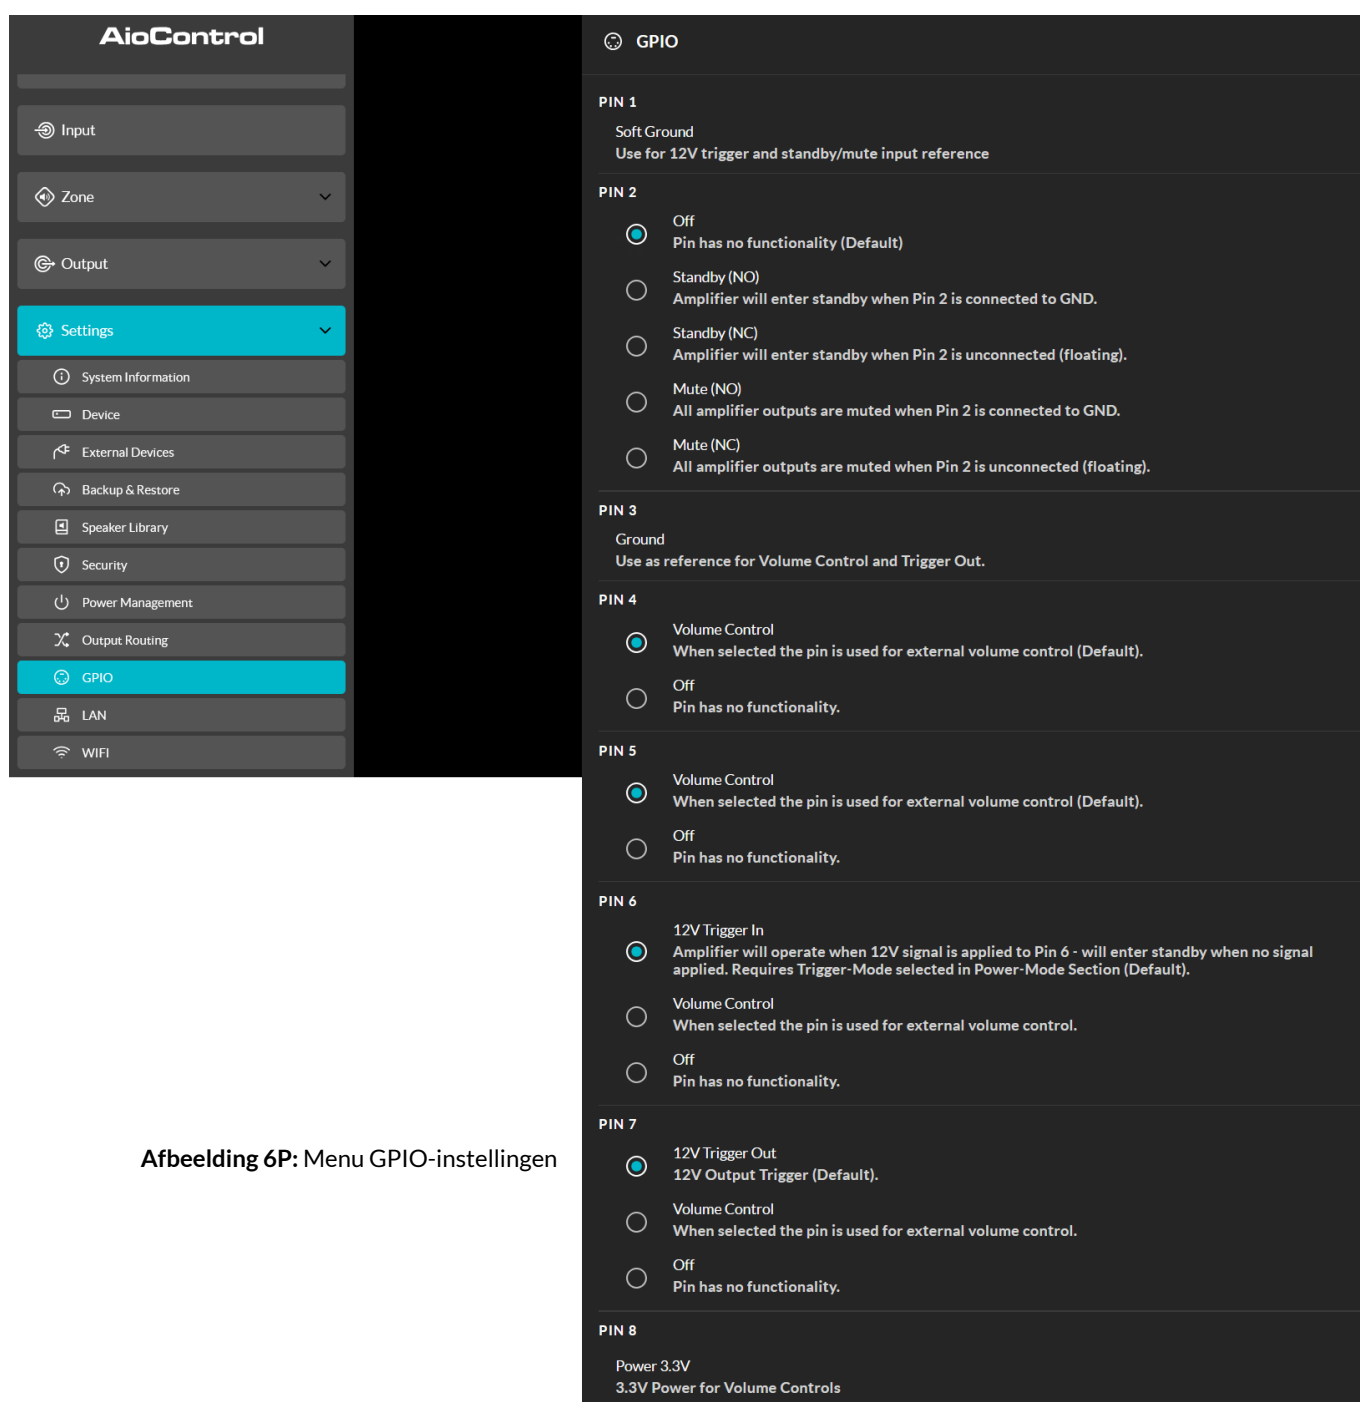 AioControl
Input
Zone
Output
Settings
System Information
Device
External Devices
Backup & Restore
Speaker Library
Security
Power Management
Output Routing
GPIO
LAN
WIFI
GPIO
PIN 1
Soft Ground
Use for 12V trigger and standby/mute input reference
PIN 2
Off
Pin has no functionality (Default)
Standby (NO)
Amplifier will enter standby when Pin 2 is connected to GND.
Standby (NC)
Amplifier will enter standby when Pin 2 is unconnected (floating).
Mute (NO)
All amplifier outputs are muted when Pin 2 is connected to GND.
Mute (NC)
All amplifier outputs are muted when Pin 2 is unconnected (floating).
PIN 3
Ground
Use as reference for Volume Control and Trigger Out.
PIN 4
Volume Control
When selected the pin is used for external volume control (Default).
Off
Pin has no functionality.
PIN 5
Volume Control
When selected the pin is used for external volume control (Default).
Off
Pin has no functionality.
PIN 6
12V Trigger In
Amplifier will operate when 12V signal is applied to Pin 6 - will enter standby when no signal
applied. Requires Trigger-Mode selected in Power-Mode Section (Default).
Volume Control
When selected the pin is used for external volume control.
Off
Pin has no functionality.
PIN 7
12V Trigger Out
12V Output Trigger (Default).
Volume Control
When selected the pin is used for external volume control.
Off
Pin has no functionality.
PIN 8
Power 3.3V
3.3V Power for Volume Controls
Afbeelding 6P: Menu GPIO-instellingen